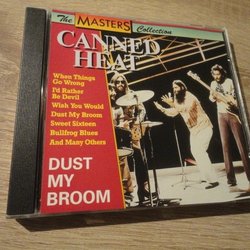 The MASTERS Collection
CANNED
HEAT
When Things
Go Wrong
I'd Rather
Be Devil
Wish You Would
Dust My Broom
Sweet Sixteen
Bullfrog Blues
And Many Others
DUST
MY
BROOM